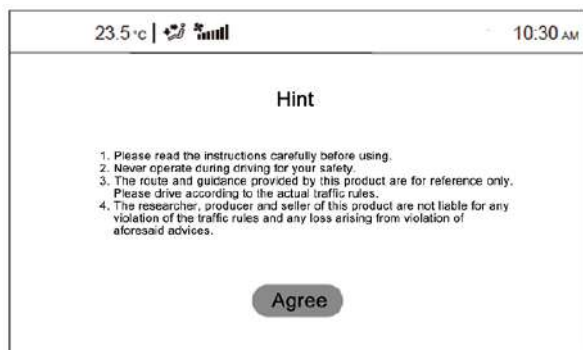 23.5°C 10:30 AM
Hint
1. Please read the instructions carefully before using.
2. Never operate during driving for your safety.
3. The route and guidance provided by this product are for reference only.
Please drive according to the actual traffic rules.
4. The researcher, producer and seller of this product are not liable for any
violation of the traffic rules and any loss arising from violation of
aforesaid advices.
Agree